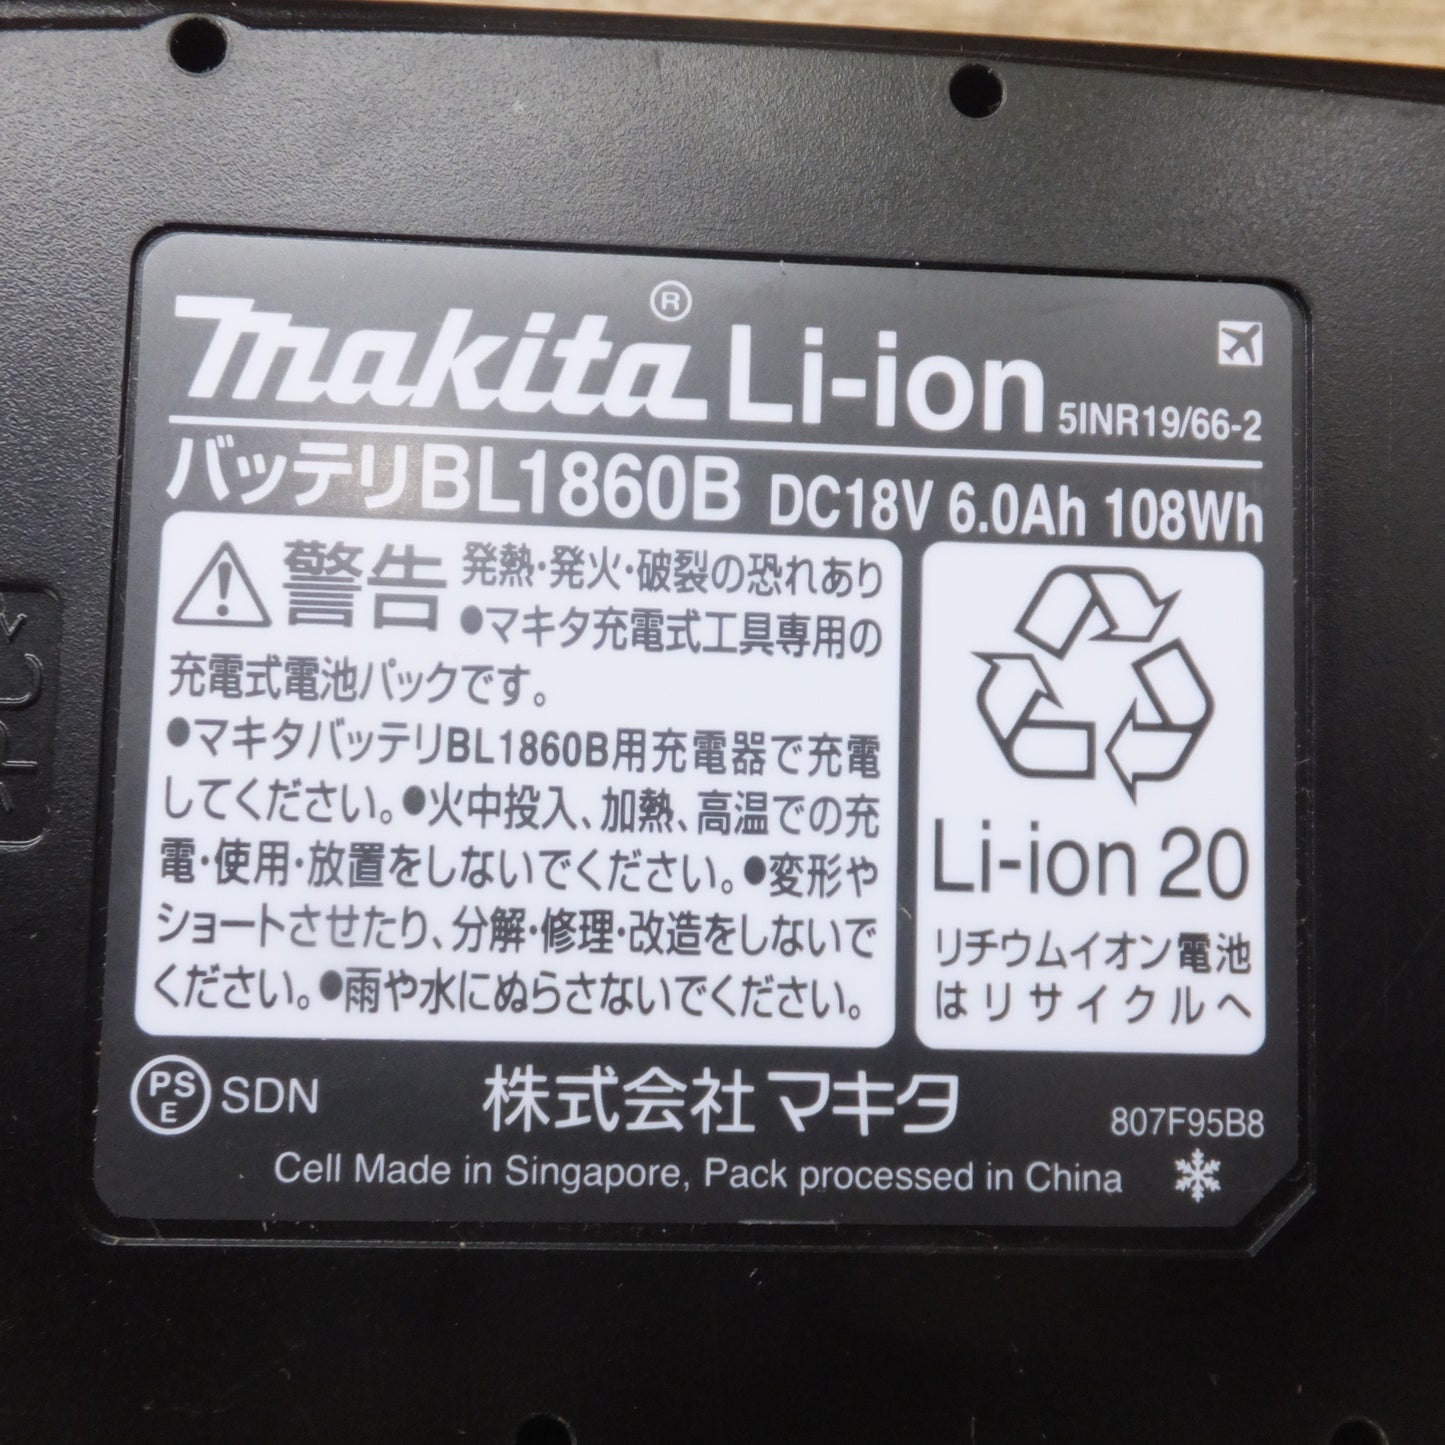 makita® Li-ion 5INR19/66-2
バッテリBL1860B DC18V 6.0Ah 108Wh
警告 発熱・発火・破裂の恐れあり
●マキタ充電式工具専用の
充電式電池パックです。
●マキタバッテリBL1860B用充電器で充電
してください。●火中投入、加熱、高温での充
電・使用・放置をしないでください。●変形や
ショートさせたり、分解・修理・改造をしないで
ください。●雨や水にぬらさないでください。
Li-ion 20
リチウムイオン電池
はリサイクルへ
PSE SDN 株式会社マキタ 807F95B8
Cell Made in Singapore, Pack processed in China